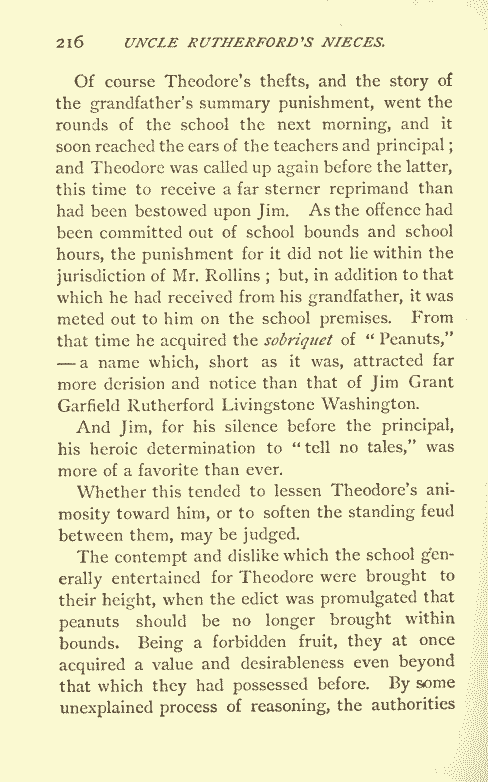 216 UNCLE RUTHERFORD'S NIECES.
Of course Theodore's thefts, and the story of
the grandfather's summary punishment, went the
rounds of the school the next morning, and it
soon reached the ears of the teachers and principal;
and Theodore was called up again before the latter,
this time to receive a far sterner reprimand than
had been bestowed upon Jim. As the offence had
been committed out of school bounds and school
hours, the punishment for it did not lie within the
jurisdiction of Mr. Rollins; but, in addition to that
which he had received from his grandfather, it was
meted out to him on the school premises. From
that time he acquired the sobriquet of "Peanuts,"
— a name which, short as it was, attracted far
more derision and notice than that of Jim Grant
Garfield Rutherford Livingstone Washington.
And Jim, for his silence before the principal,
his heroic determination to "tell no tales," was
more of a favorite than ever.
Whether this tended to lessen Theodore's ani-
mosity toward him, or to soften the standing feud
between them, may be judged.
The contempt and dislike which the school gen-
erally entertained for Theodore were brought to
their height, when the edict was promulgated that
peanuts should be no longer brought within
bounds. Being a forbidden fruit, they at once
acquired a value and desirableness even beyond
that which they had possessed before. By some
unexplained process of reasoning, the authorities